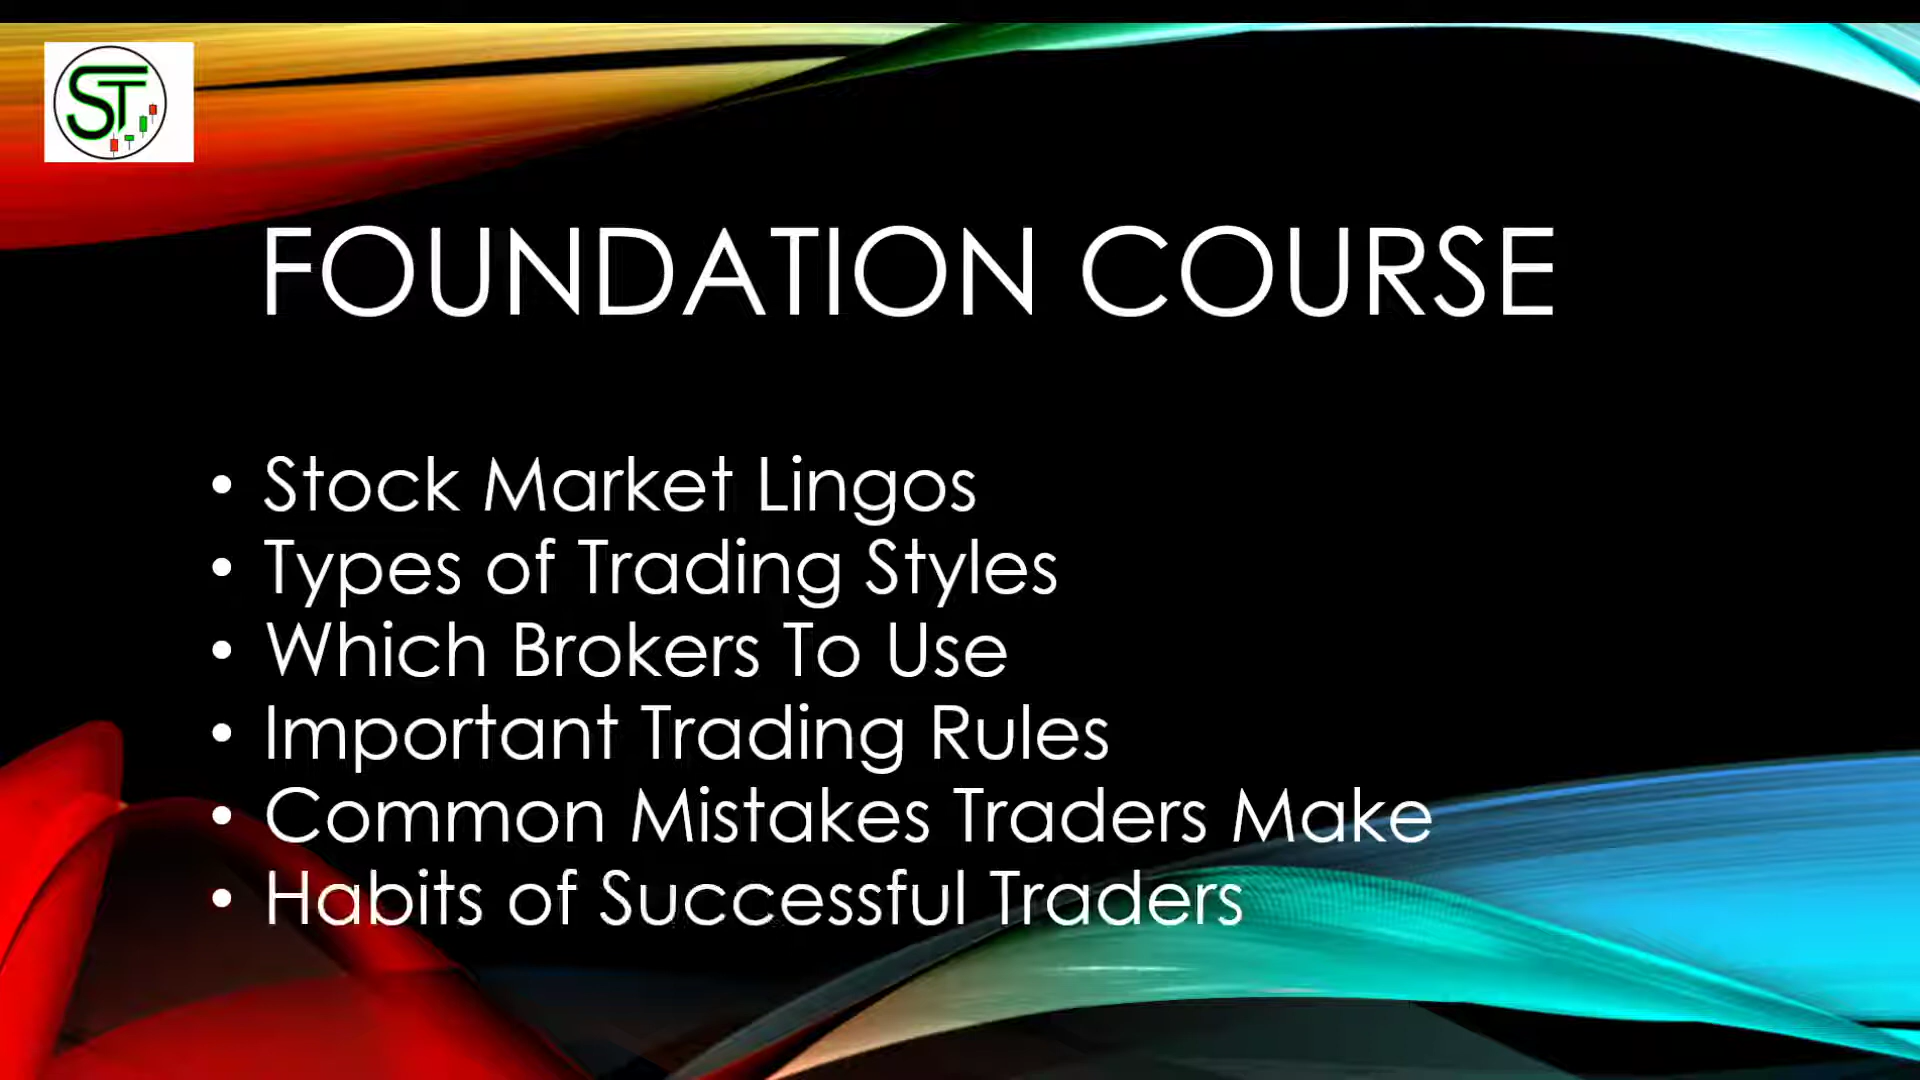 ST
FOUNDATION COURSE
• Stock Market Lingos
• Types of Trading Styles
• Which Brokers To Use
• Important Trading Rules
• Common Mistakes Traders Make
• Habits of Successful Traders